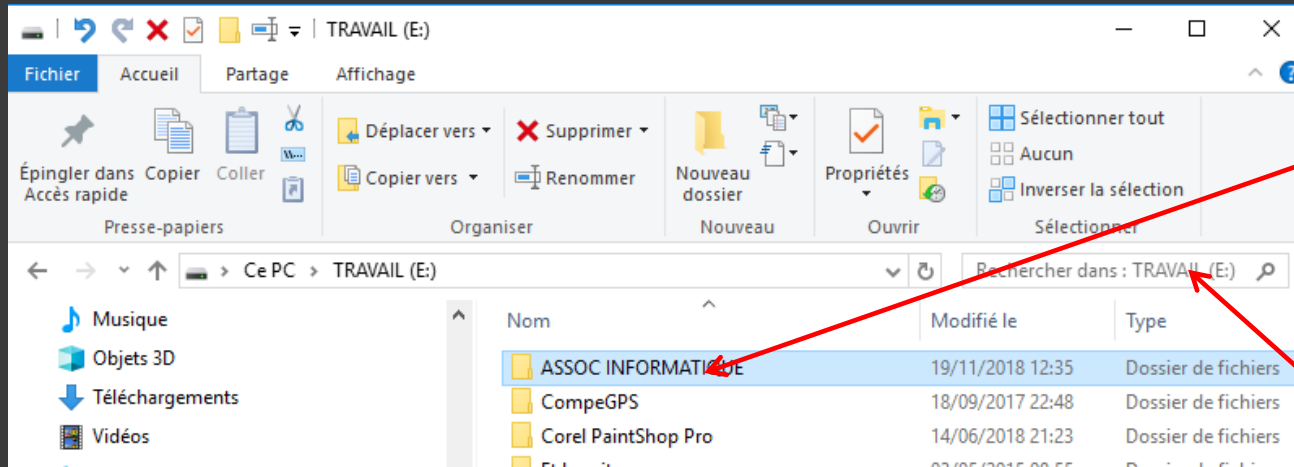 TRAVAIL (E:)
Fichier Accueil Partage Affichage
Épingler dans Accès rapide
Copier
Coller
Déplacer vers
Copier vers
Supprimer
Renommer
Nouveau dossier
Propriétés
Sélectionner tout
Aucun
Inverser la sélection
Presse-papiers Organiser Nouveau Ouvrir Sélectionner
Ce PC > TRAVAIL (E:)
Rechercher dans : TRAVAIL (E:)
Musique
Objets 3D
Téléchargements
Vidéos
Nom Modifié le Type
ASSOC INFORMATIQUE 19/11/2018 12:35 Dossier de fichiers
CompeGPS 18/09/2017 22:48 Dossier de fichiers
Corel PaintShop Pro 14/06/2018 21:23 Dossier de fichiers